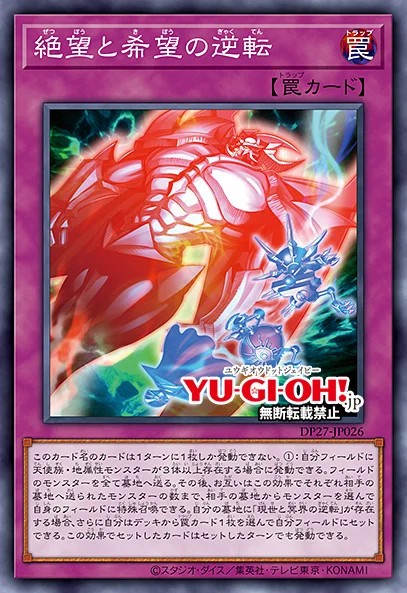 絶望と希望の逆転
罠
【罠カード】
ユウギオウドットジェイピー
YU-GI-OH!.jp
無断転載禁止
DP27-JP026
このカード名のカードは1ターンに1枚しか発動できない。①：自分フィールドに
天使族・地属性モンスターが3体以上存在する場合に発動できる。フィールド
のモンスターを全て墓地へ送る。その後、お互いはこの効果でそれぞれ相手の
墓地へ送られたモンスターの数まで、相手の墓地からモンスターを選んで
自身のフィールドに特殊召喚できる。自分の墓地に「現世と冥界の逆転」が存在
する場合、さらに自分はデッキから罠カード1枚を選んで自分フィールドにセット
できる。この効果でセットしたカードはセットしたターンでも発動できる。
©スタジオ・ダイス／集英社・テレビ東京・KONAMI